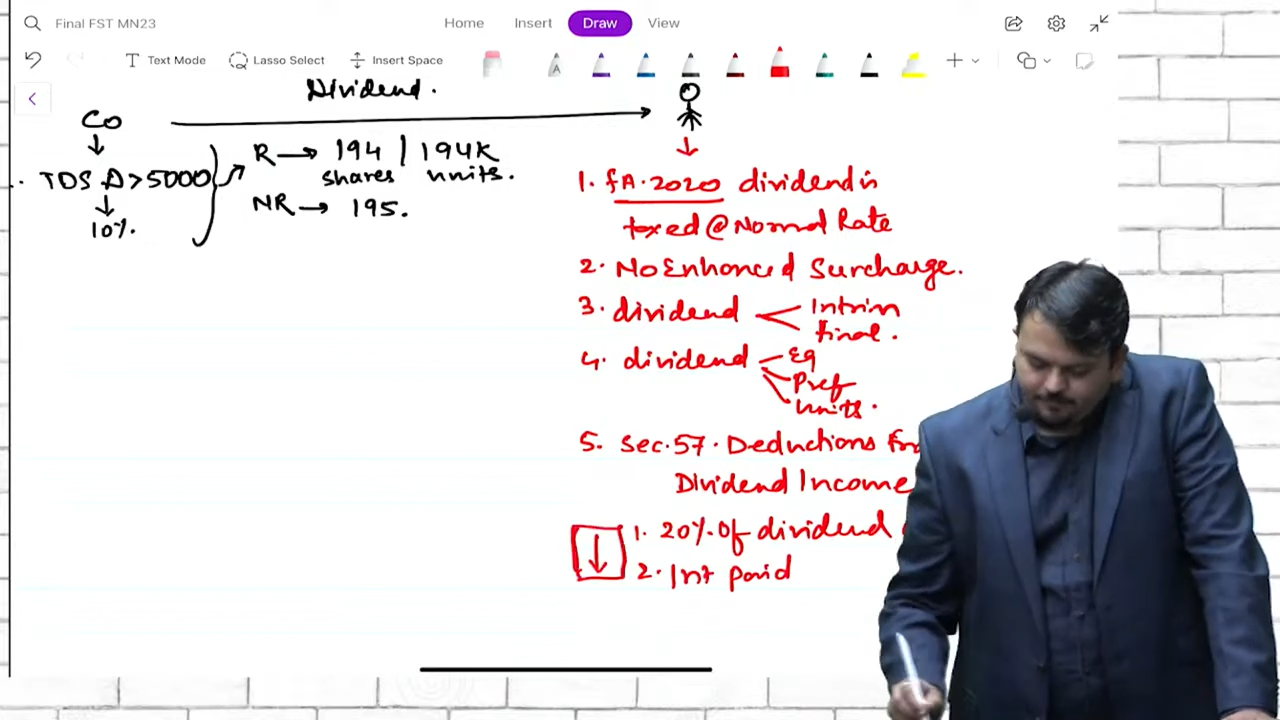 Final FST MN23
Home Insert Draw View
T Text Mode Lasso Select Insert Space
Dividend.
Co
TDS D > 5000
10%.
R → 194 | 194K
shares units.
NR → 195.
1. FA.2020 dividend is
taxed @ Normal Rate
2. No Enhanced Surcharge.
3. dividend Intrim
final.
4. dividend Eq
Pref
units.
5. Sec.57. Deductions
Dividend Income
↓ 1. 20% Of dividend
2. Int paid